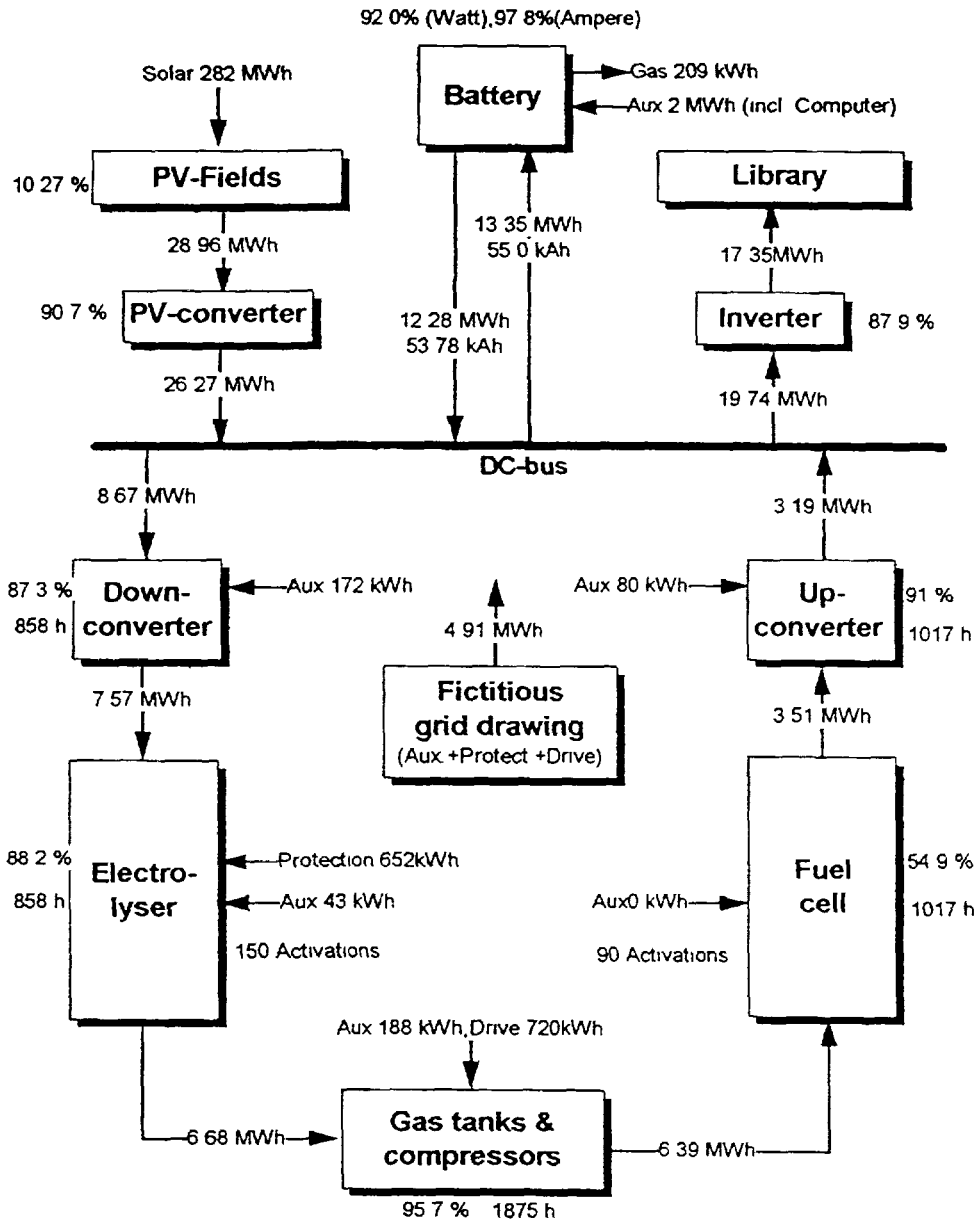 92 0% (Watt),97 8%(Ampere)
Solar 282 MWh
Battery
Gas 209 kWh
Aux 2 MWh (incl Computer)
PV-Fields
10 27 %
Library
28 96 MWh
13 35 MWh
55 0 kAh
17 35MWh
90 7 %
PV-converter
12 28 MWh
53 78 kAh
Inverter
87 9 %
26 27 MWh
19 74 MWh
DC-bus
8 67 MWh
3 19 MWh
87 3 %
858 h
Down-
converter
Aux 172 kWh
Aux 80 kWh
Up-
converter
91 %
1017 h
4 91 MWh
7 57 MWh
Fictitious
grid drawing
(Aux +Protect +Drive)
3 51 MWh
88 2 %
858 h
Electro-
lyser
Protection 652kWh
Aux 43 kWh
150 Activations
Aux0 kWh
90 Activations
Fuel
cell
54 9 %
1017 h
Aux 188 kWh,Drive 720kWh
6 68 MWh
Gas tanks &
compressors
6 39 MWh
95 7 % 1875 h